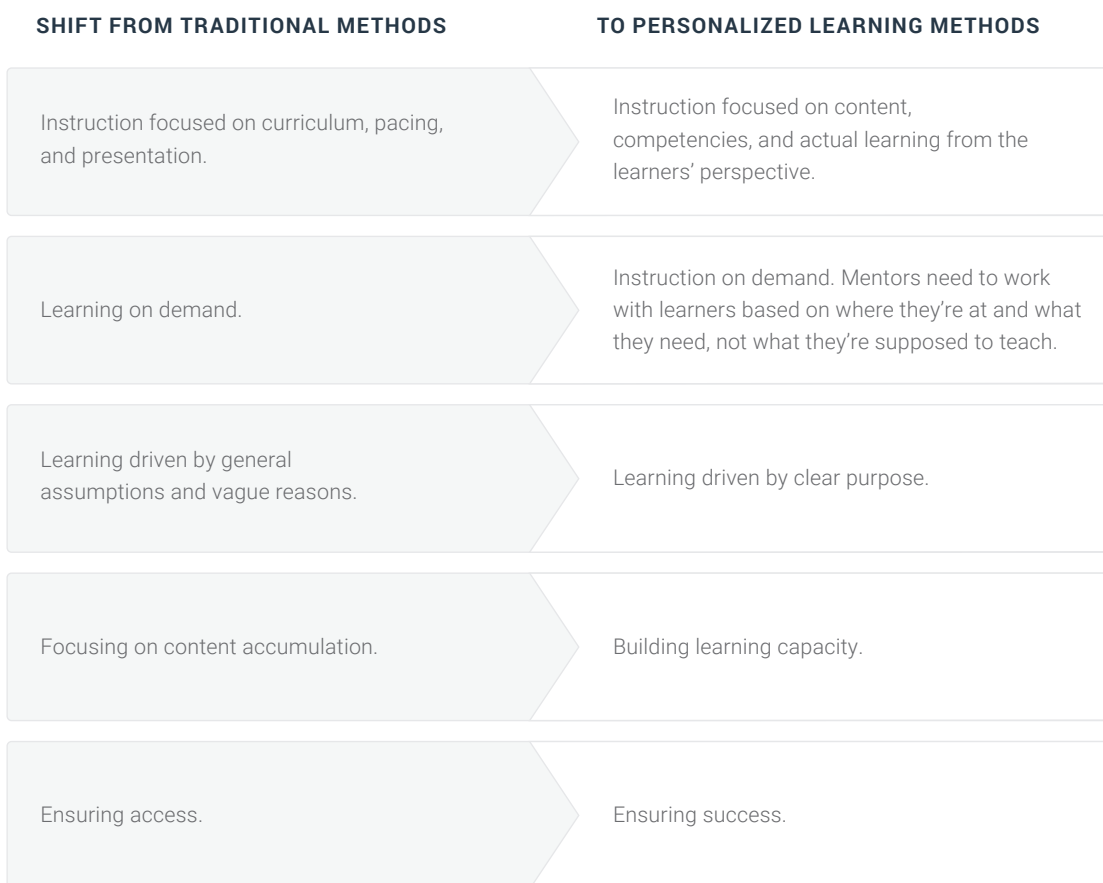 SHIFT FROM TRADITIONAL METHODS
TO PERSONALIZED LEARNING METHODS
Instruction focused on curriculum, pacing,
and presentation.
Instruction focused on content,
competencies, and actual learning from the
learners’ perspective.
Learning on demand.
Instruction on demand. Mentors need to work
with learners based on where they’re at and what
they need, not what they’re supposed to teach.
Learning driven by general
assumptions and vague reasons.
Learning driven by clear purpose.
Focusing on content accumulation.
Building learning capacity.
Ensuring access.
Ensuring success.